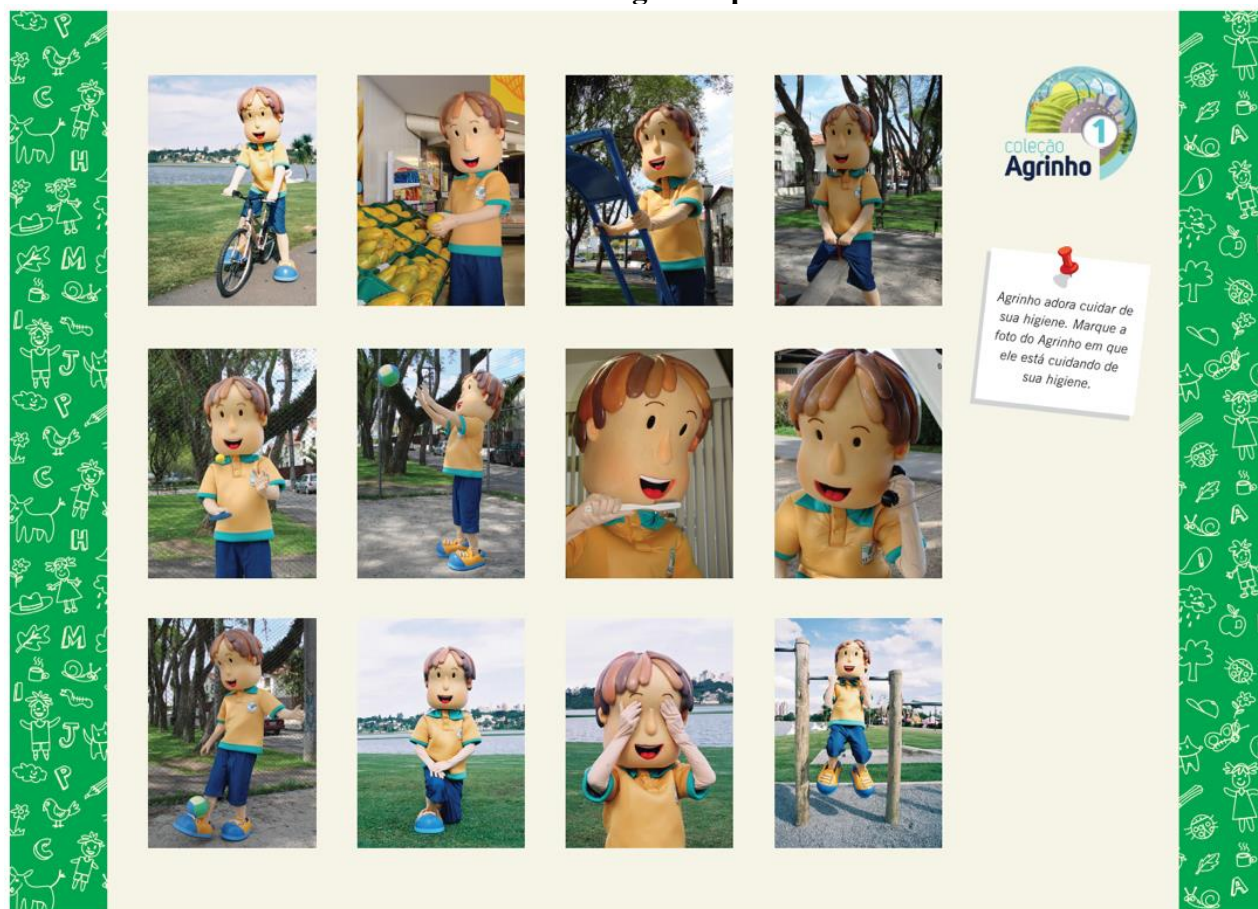 coleção
Agrinho
1
Agrinho adora cuidar de
sua higiene. Marque a
foto do Agrinho em que
ele está cuidando de
sua higiene.
P
C
H
M
I
J
P
C
H
M
I
J
P
C
A
I
A
I
A